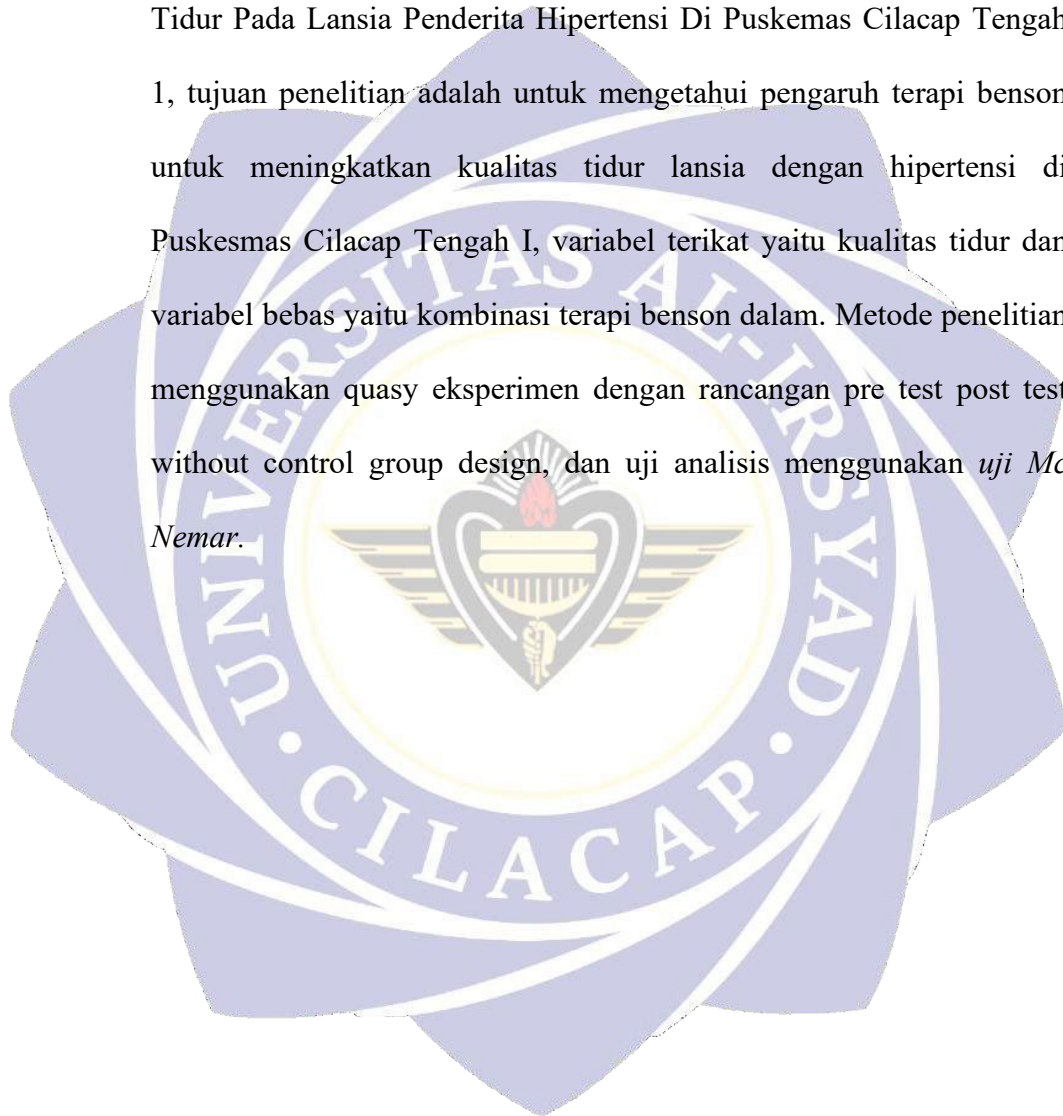 Tidur Pada Lansia Penderita Hipertensi Di Puskemas Cilacap Tengah
1, tujuan penelitian adalah untuk mengetahui pengaruh terapi benson
untuk meningkatkan kualitas tidur lansia dengan hipertensi di
Puskesmas Cilacap Tengah I, variabel terikat yaitu kualitas tidur dan
variabel bebas yaitu kombinasi terapi benson dalam. Metode penelitian
menggunakan quasy eksperimen dengan rancangan pre test post test
without control group design, dan uji analisis menggunakan uji Mc
Nemar.
UNIVERSITAS AL-IRSYAD
• CILACAP •